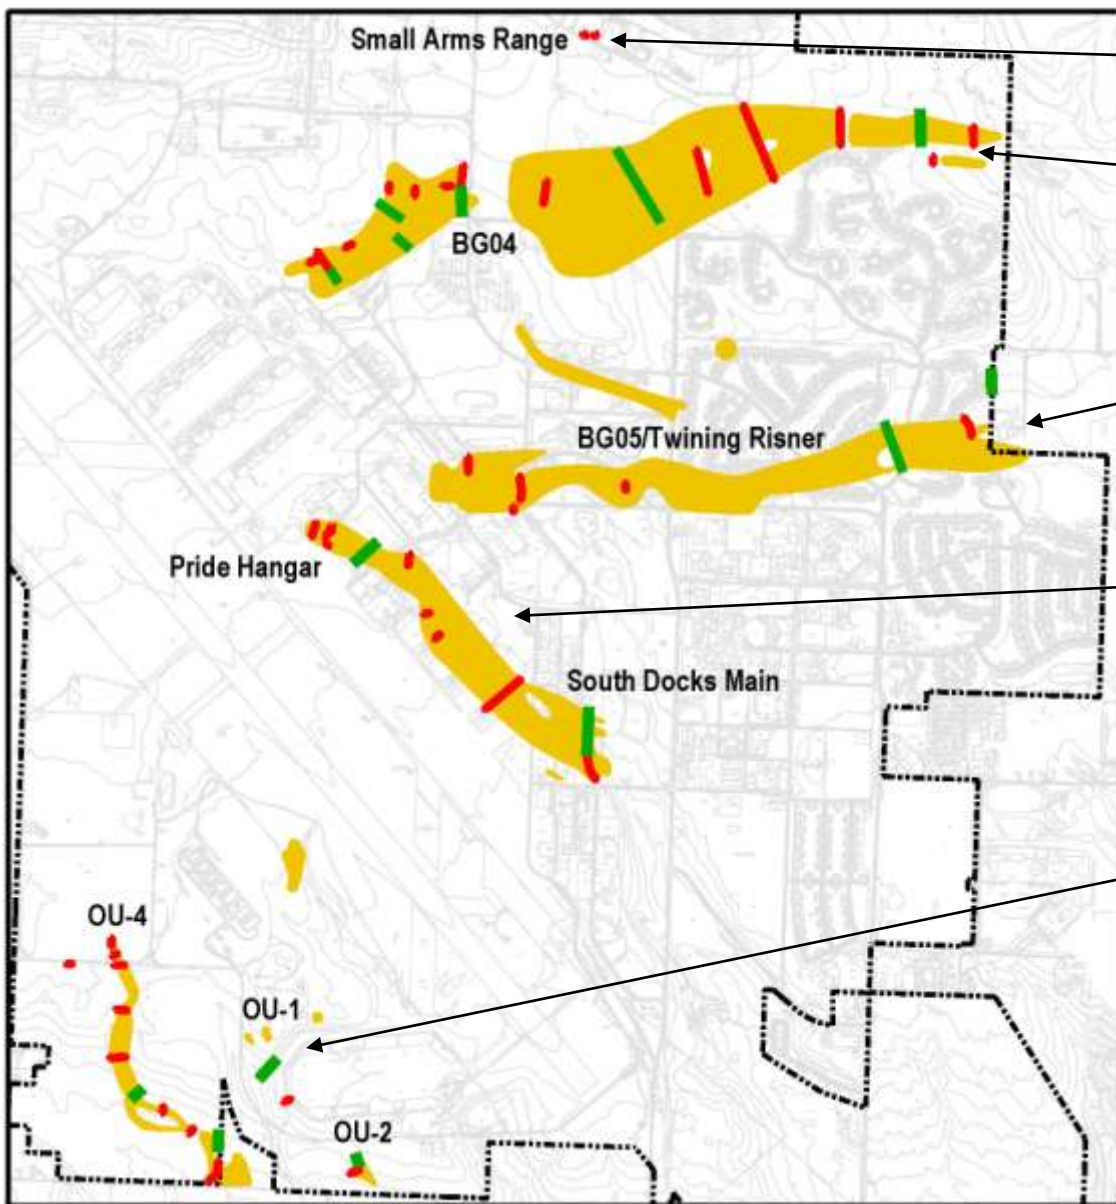 Small Arms Range
BG04
BG05/Twining Risner
Pride Hangar
South Docks Main
OU-4
OU-1
OU-2